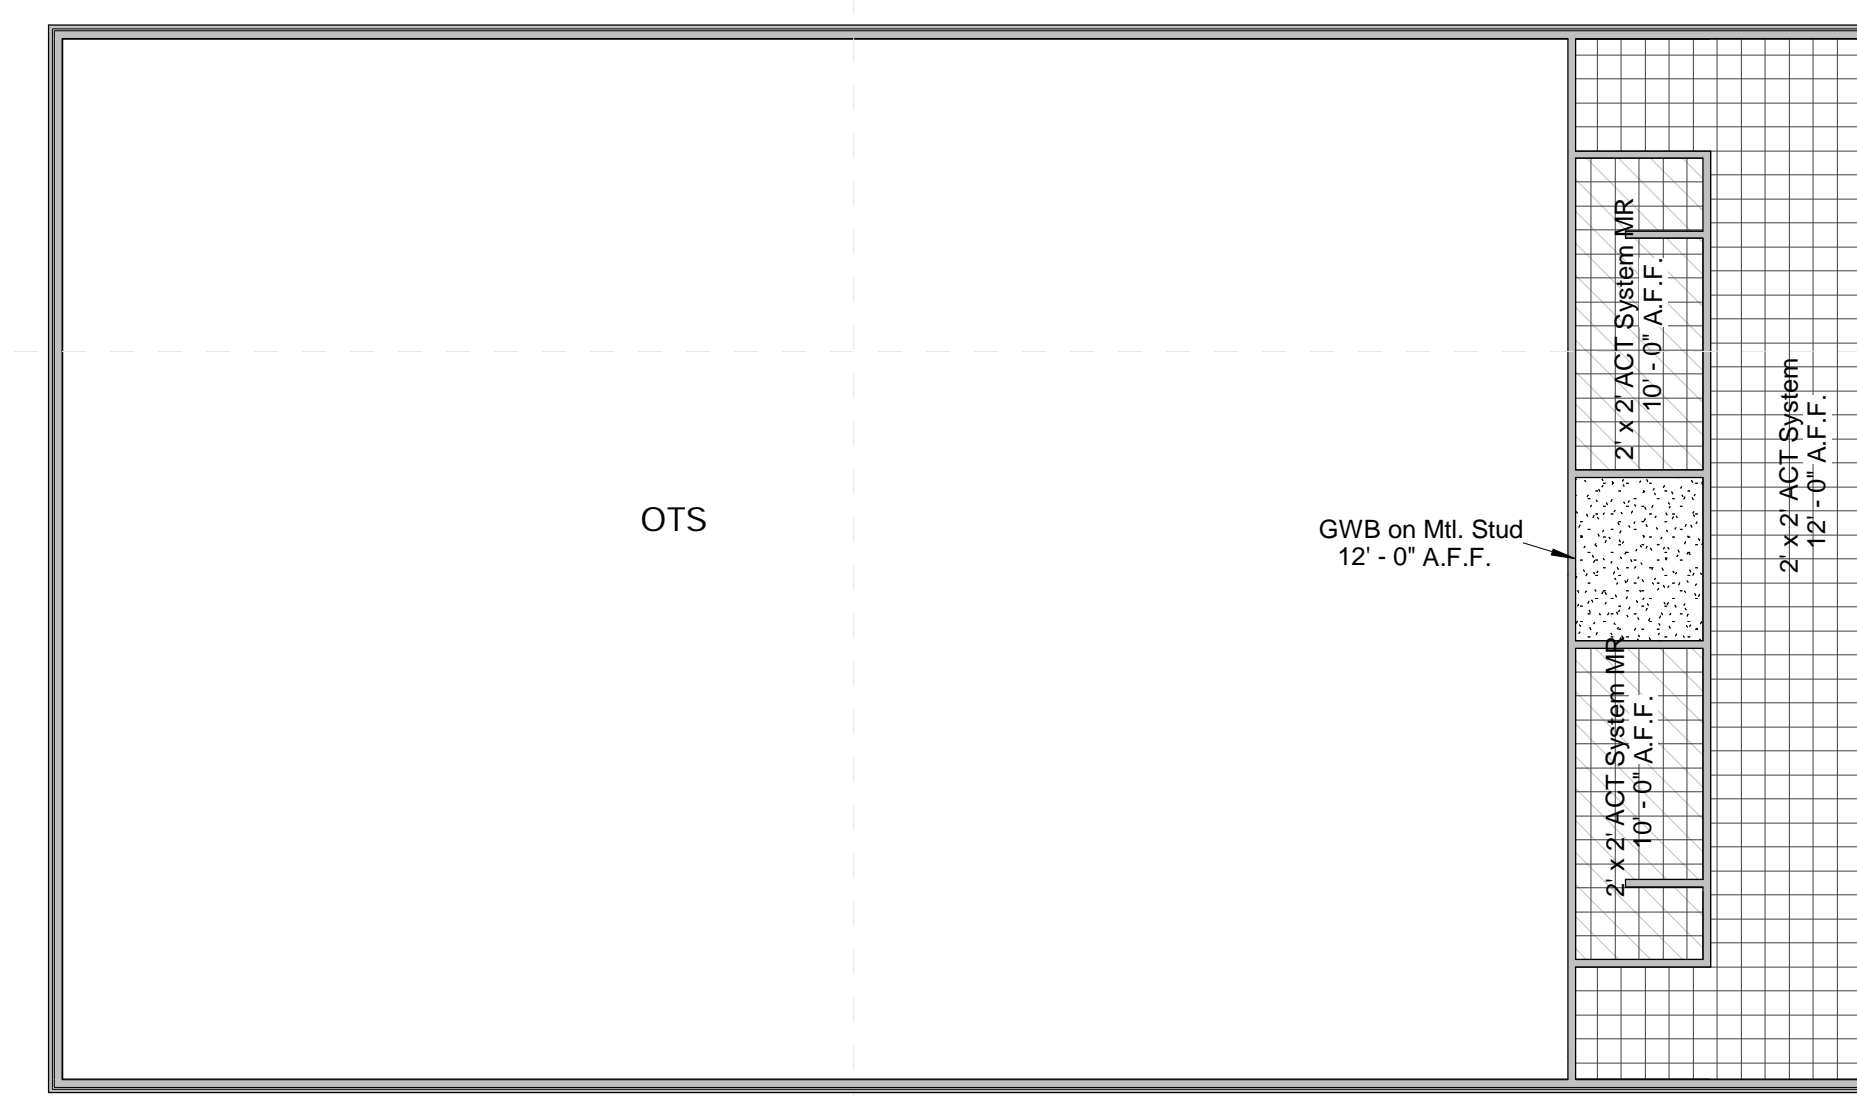 OTS
GWB on Mtl. Stud
12' - 0" A.F.F.
2' x 2' ACT System MR
10' - 0" A.F.F.
2' x 2' ACT System MR
10' - 0" A.F.F.
2' x 2' ACT System
12' - 0" A.F.F.